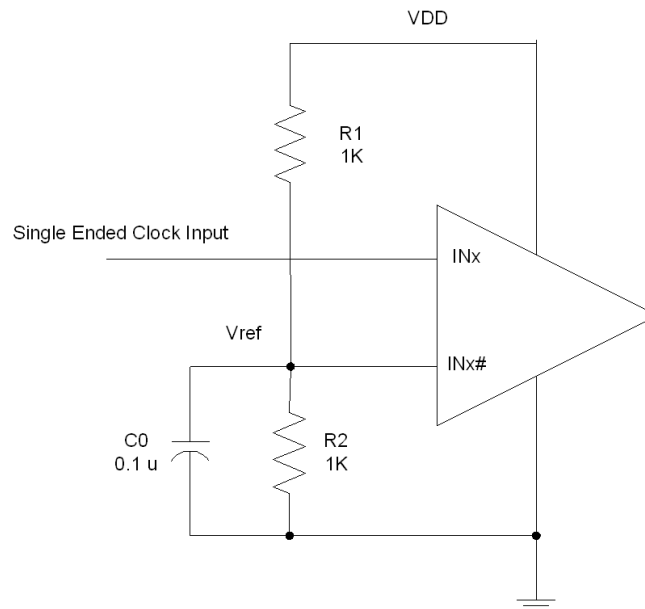 VDD
R1
1K
Single Ended Clock Input
INx
Vref
INx#
C0
0.1 u
R2
1K